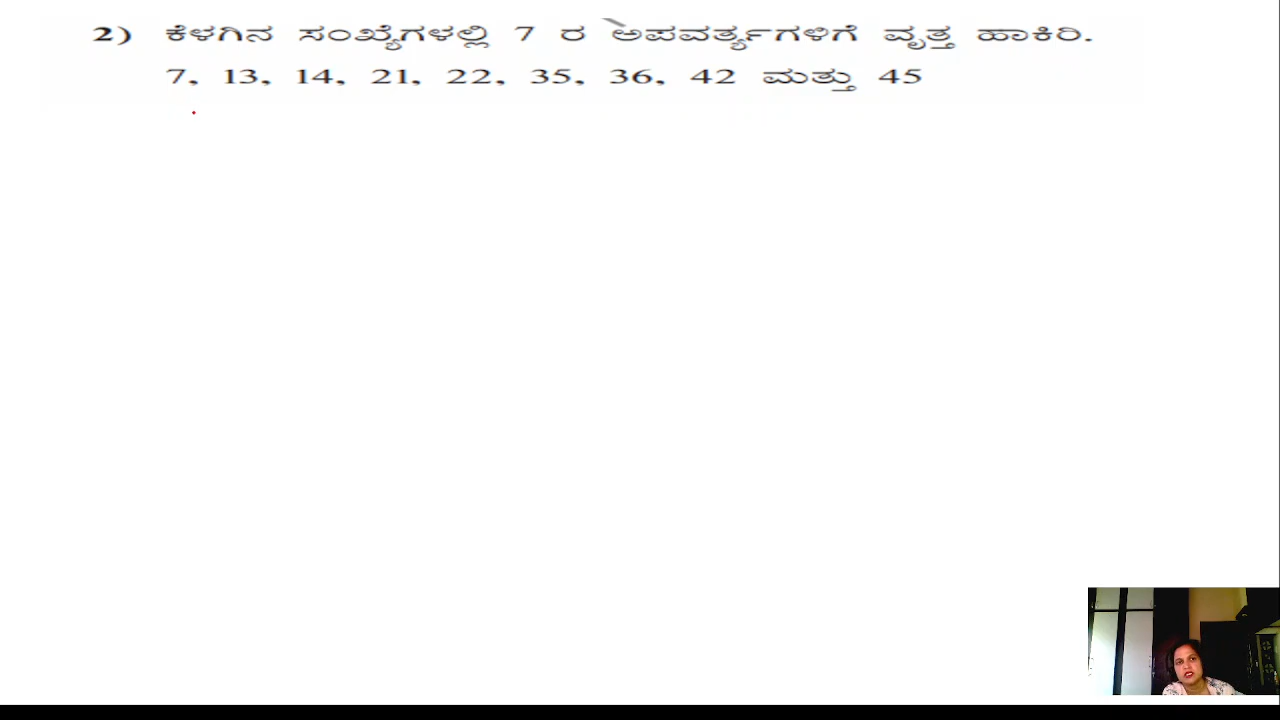 2) ಕೆಳಗಿನ ಸಂಖ್ಯೆಗಳಲ್ಲಿ 7 ರ ಅಪವರ್ತ್ಯಗಳಿಗೆ ವೃತ್ತ ಹಾಕಿರಿ.
7, 13, 14, 21, 22, 35, 36, 42 ಮತ್ತು 45